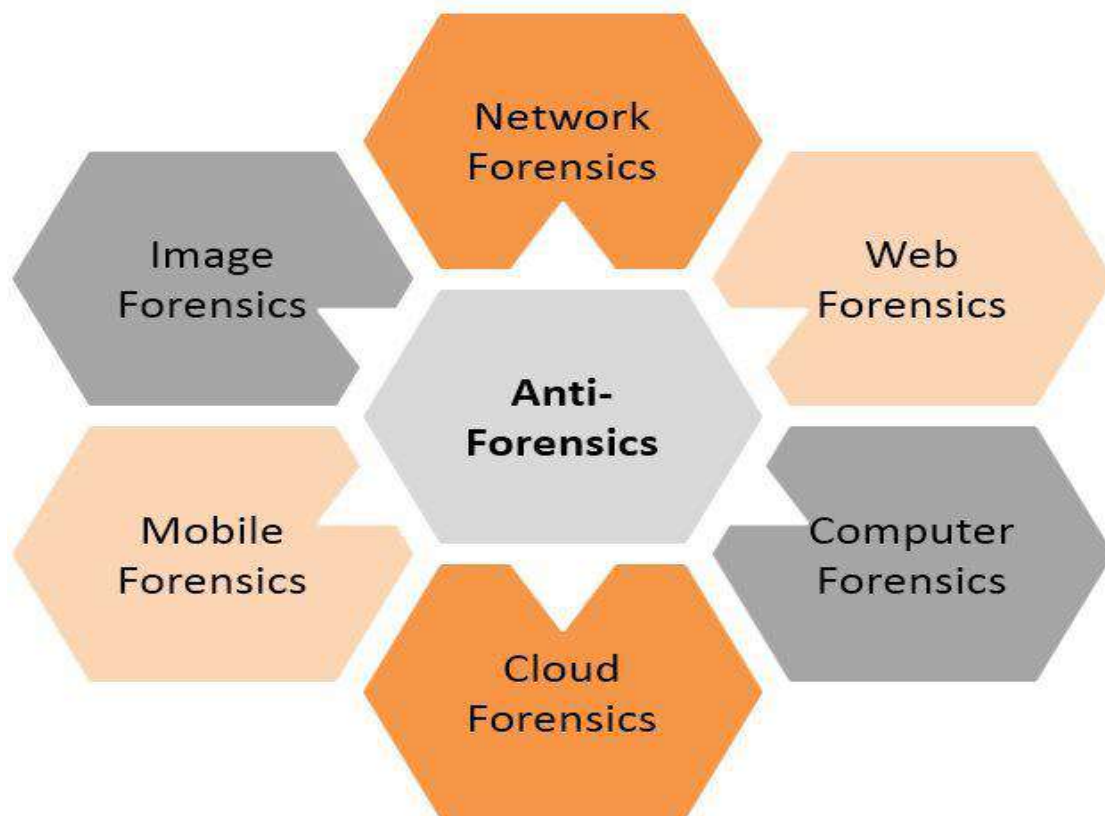 Network
Forensics
Image
Forensics
Web
Forensics
Anti-
Forensics
Mobile
Forensics
Computer
Forensics
Cloud
Forensics